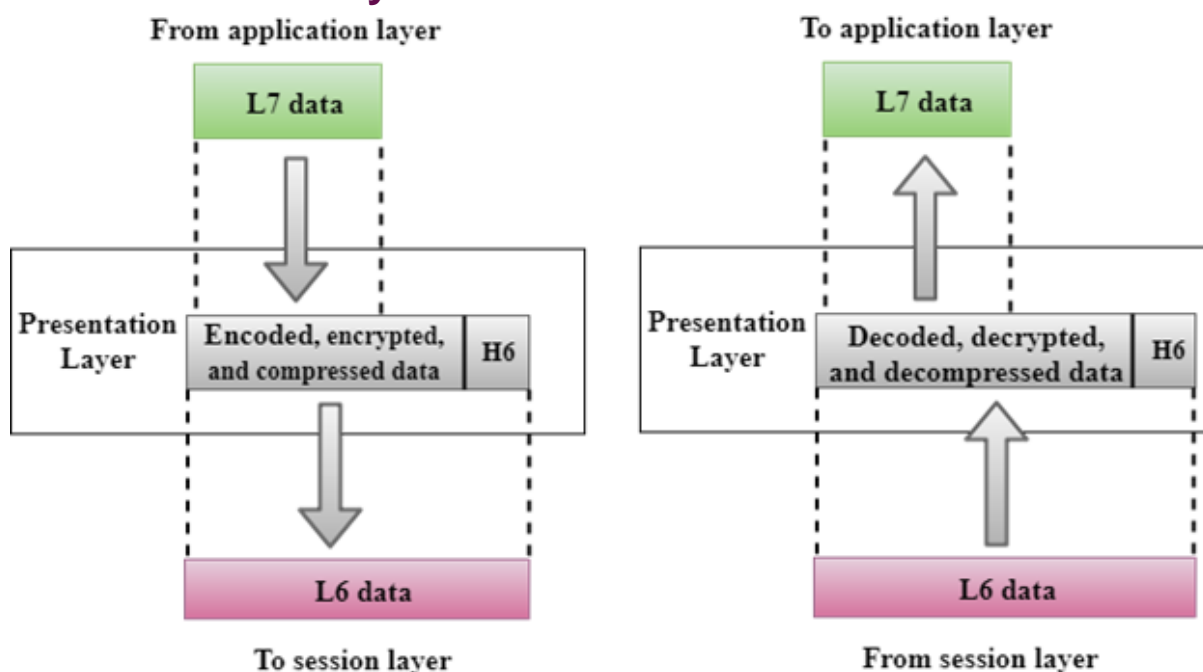 From application layer
L7 data
Presentation
Layer
Encoded, encrypted,
and compressed data
H6
L6 data
To session layer
To application layer
L7 data
Presentation
Layer
Decoded, decrypted,
and decompressed data
H6
L6 data
From session layer